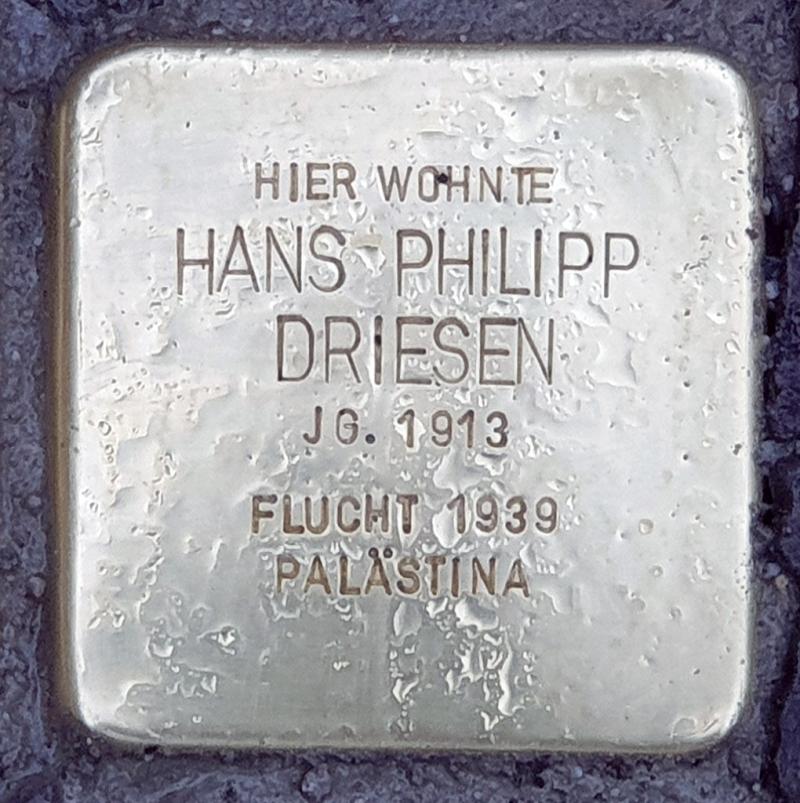 HIER WOHNTE
HANS PHILIPP
DRIESEN
JG. 1913
FLUCHT 1939
PALÄSTINA